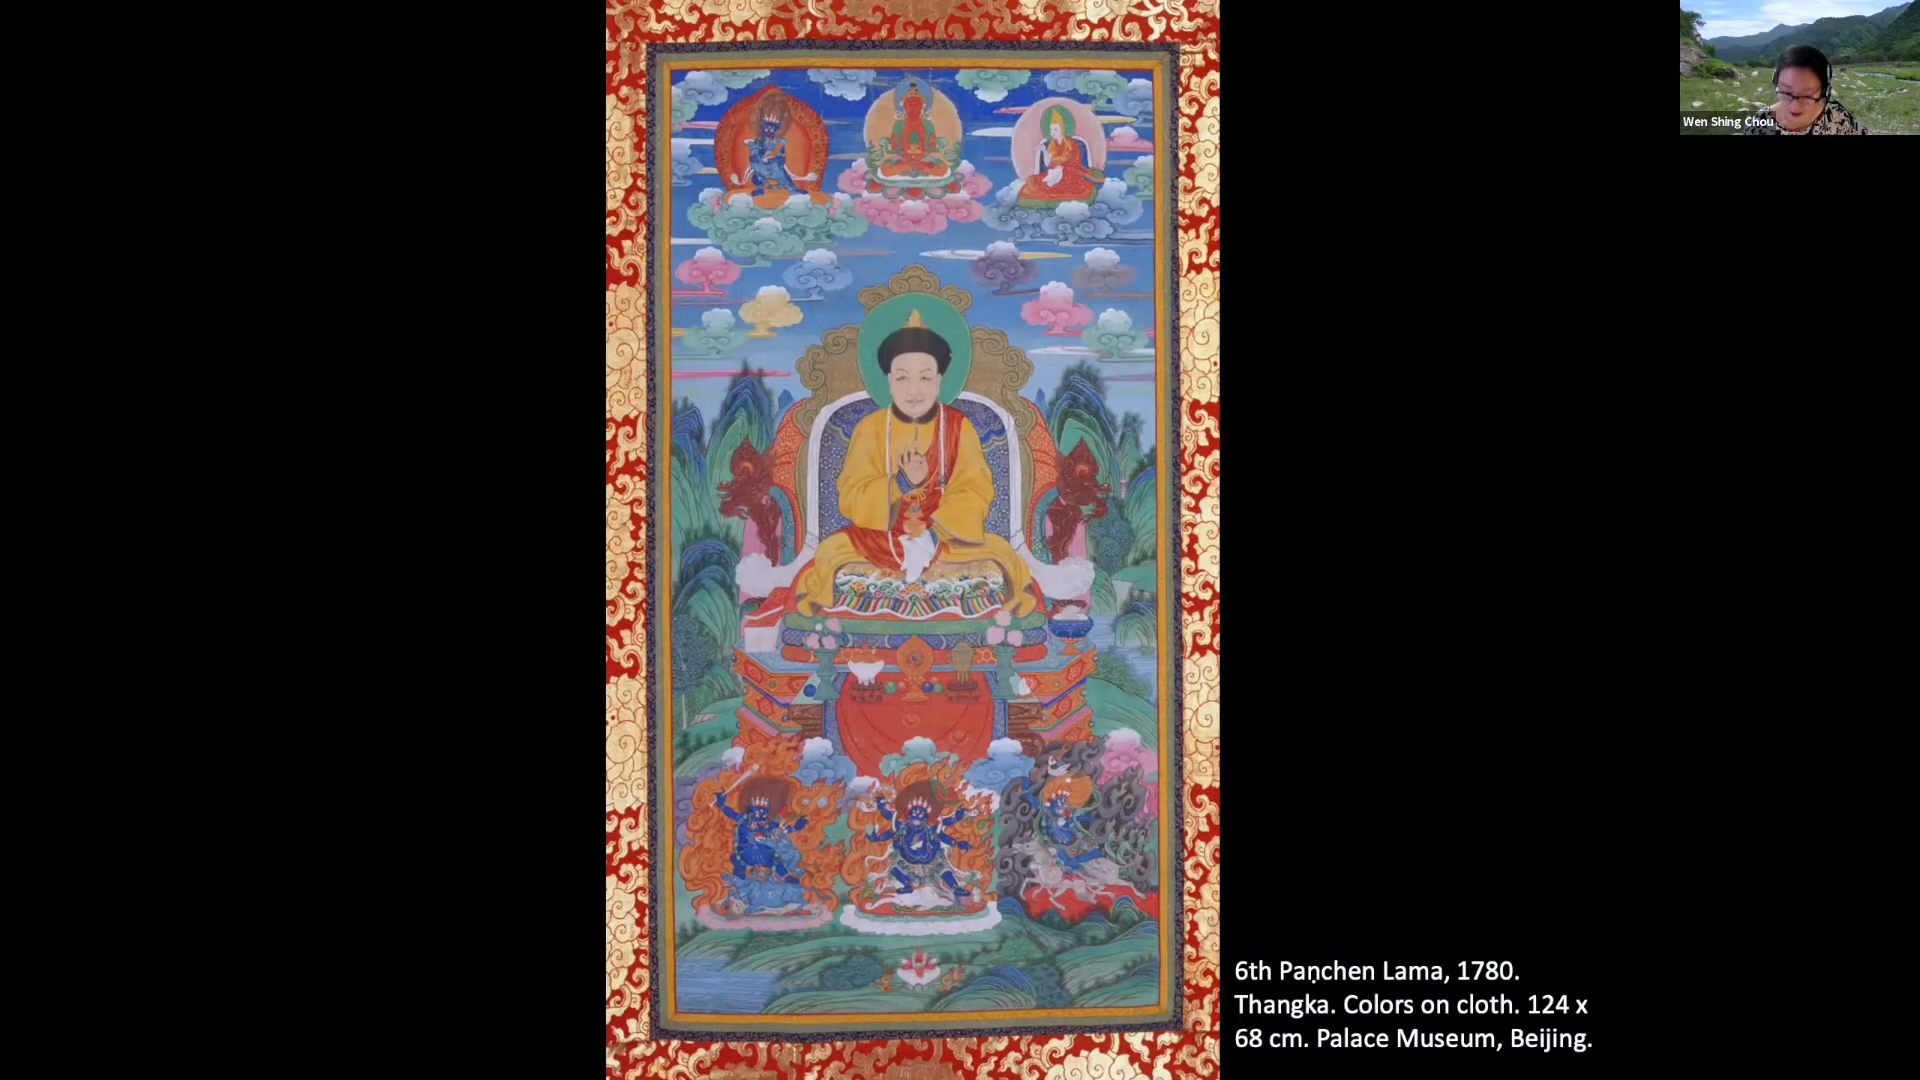 Wen Shing Chou
6th Paṇchen Lama, 1780.
Thangka. Colors on cloth. 124 x
68 cm. Palace Museum, Beijing.